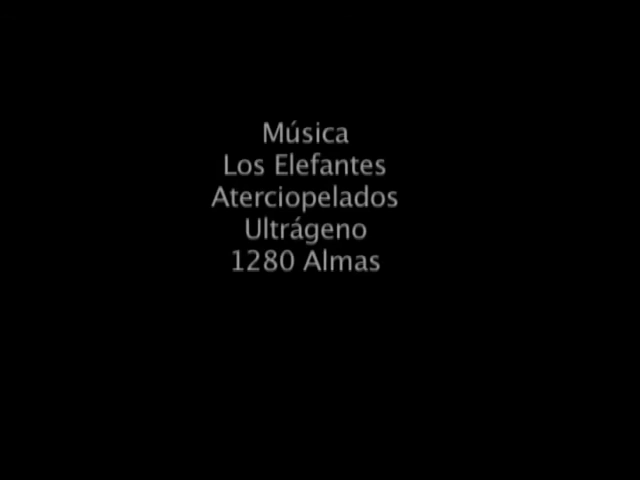 Música
Los Elefantes
Aterciopelados
Ultrágeno
1280 Almas